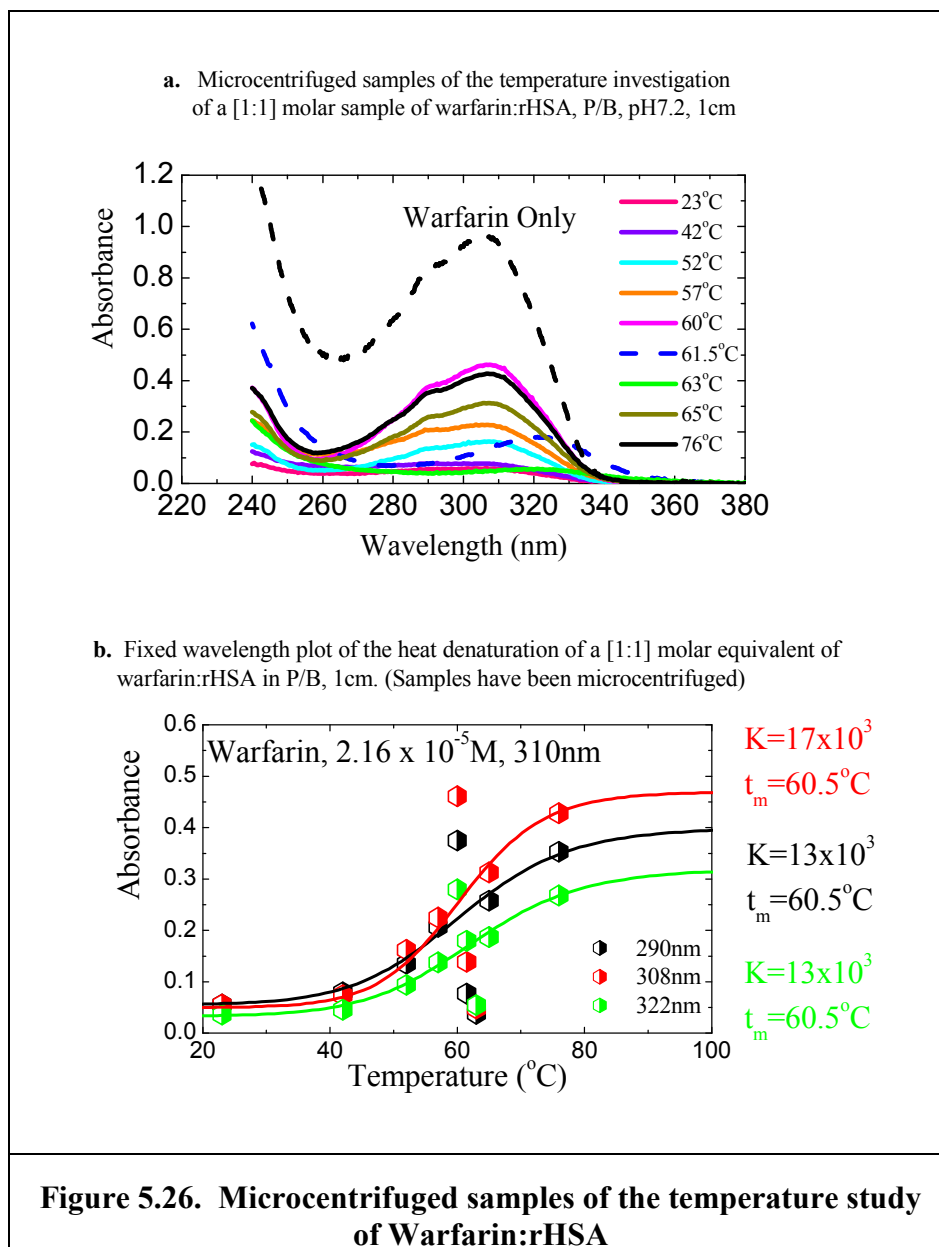 a. Microcentrifuged samples of the temperature investigation
of a [1:1] molar sample of warfarin:rHSA, P/B, pH7.2, 1cm
1.2
1.0
0.8
0.6
0.4
0.2
0.0
Absorbance
Warfarin Only
23°C
42°C
52°C
57°C
60°C
61.5°C
63°C
65°C
76°C
220 240 260 280 300 320 340 360 380
Wavelength (nm)
b. Fixed wavelength plot of the heat denaturation of a [1:1] molar equivalent of
warfarin:rHSA in P/B, 1cm. (Samples have been microcentrifuged)
0.6
0.5
0.4
0.3
0.2
0.1
0.0
Absorbance
Warfarin, 2.16 x 10⁻⁵M, 310nm
290nm
308nm
322nm
20 40 60 80 100
Temperature (°C)
K=17x10³
tₘ=60.5°C
K=13x10³
tₘ=60.5°C
K=13x10³
tₘ=60.5°C
Figure 5.26. Microcentrifuged samples of the temperature study
of Warfarin:rHSA